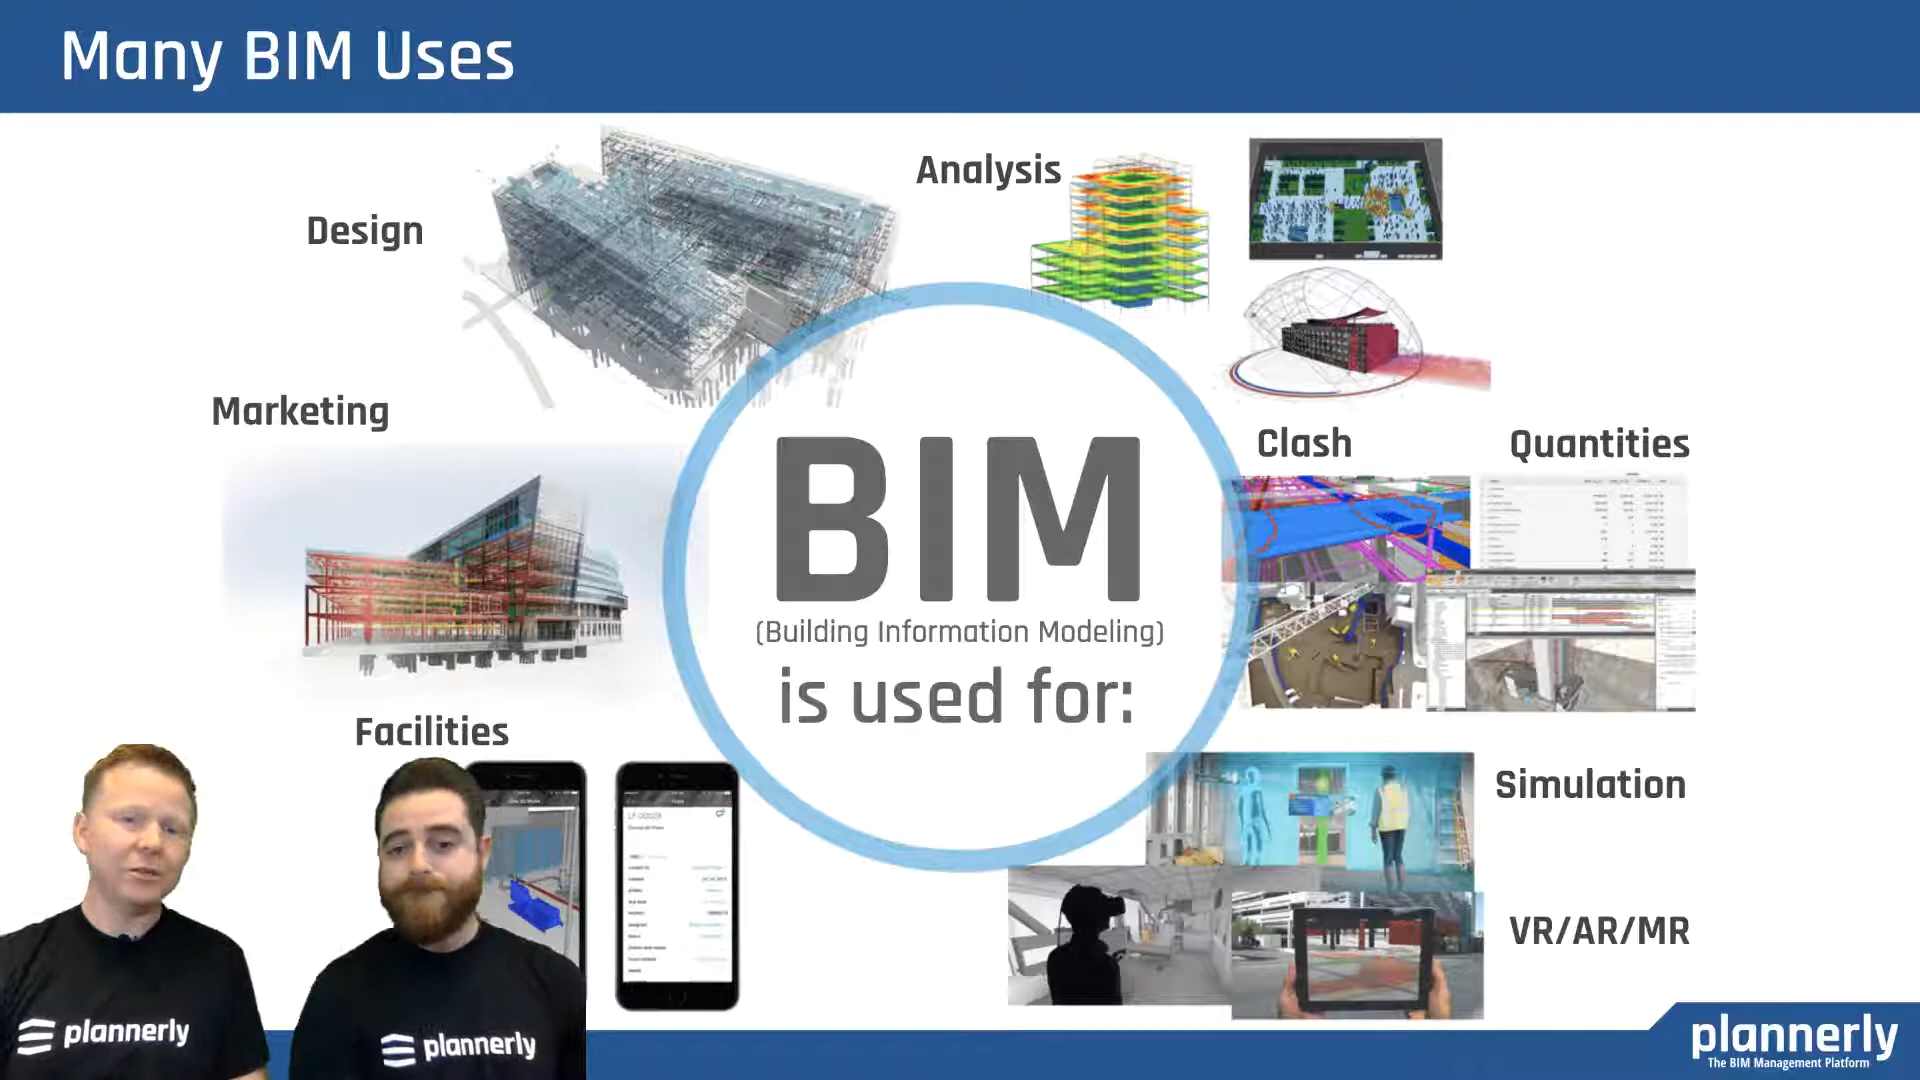 Many BIM Uses
Analysis
Design
Marketing
Clash
Quantities
BIM
(Building Information Modeling)
is used for:
Facilities
Simulation
VR/AR/MR
plannerly
plannerly
plannerly
The BIM Management Platform